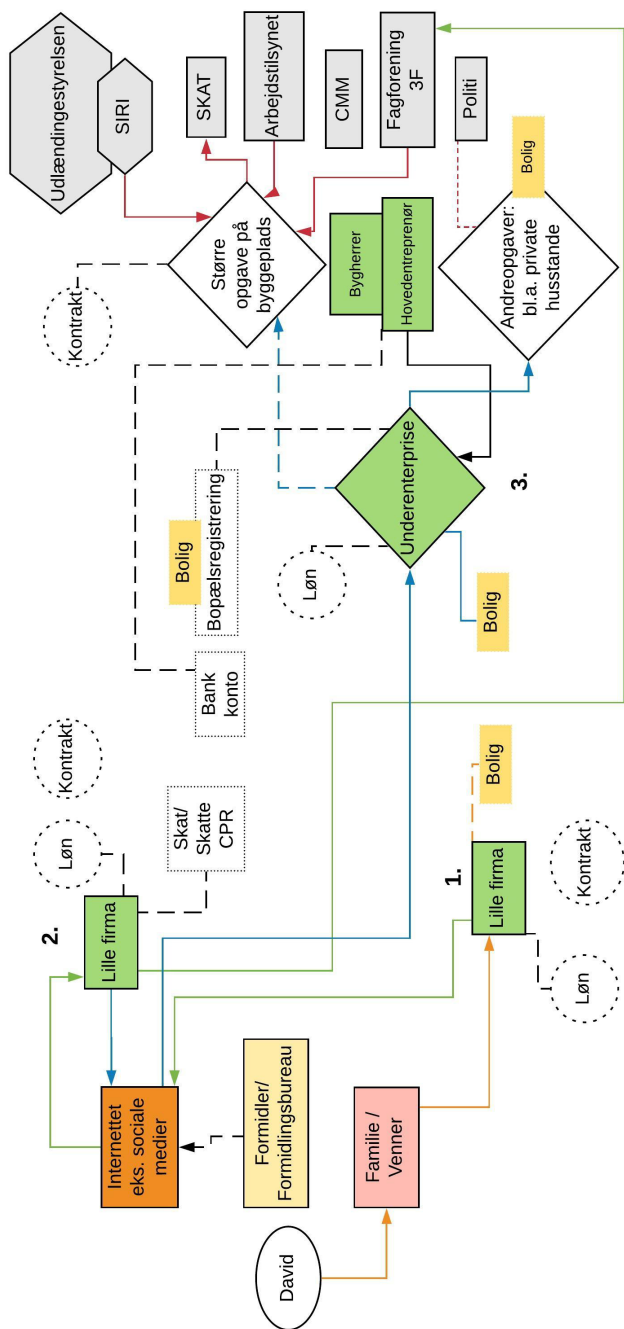 David
Familie /
Venner
Formidler/
Formidlingsbureau
Internettet
eks. sociale
medier
1.
Lille firma
Løn
Kontrakt
Bolig
2.
Lille firma
Løn
Kontrakt
Skat/
Skatte
CPR
Bank
konto
Bolig
Bopælsregistrering
Løn
Underenterprise
3.
Bolig
Kontrakt
Større
opgave på
byggeplads
Bygherrer
Hovedentreprenør
Andreopgaver:
bl.a. private
husstande
Bolig
Udlændingestyrelsen
SIRI
SKAT
Arbejdstilsynet
CMM
Fagforening
3F
Politi